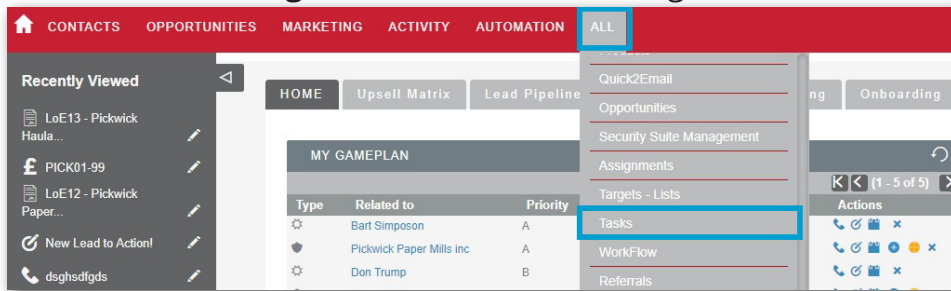 CONTACTS OPPORTUNITIES MARKETING ACTIVITY AUTOMATION ALL
Recently Viewed
LoE13 - Pickwick
Haula...
£ PICK01-99
LoE12 - Pickwick
Paper...
New Lead to Action!
dsghsdfgds
HOME Upsell Matrix Lead Pipeline ng Onboarding
Quick2Email
Opportunities
Security Suite Management
Assignments
Targets - Lists
Tasks
WorkFlow
Referrals
MY GAMEPLAN
(1 - 5 of 5)
Type Related to Priority Actions
Bart Simposon A
Pickwick Paper Mills inc A
Don Trump B